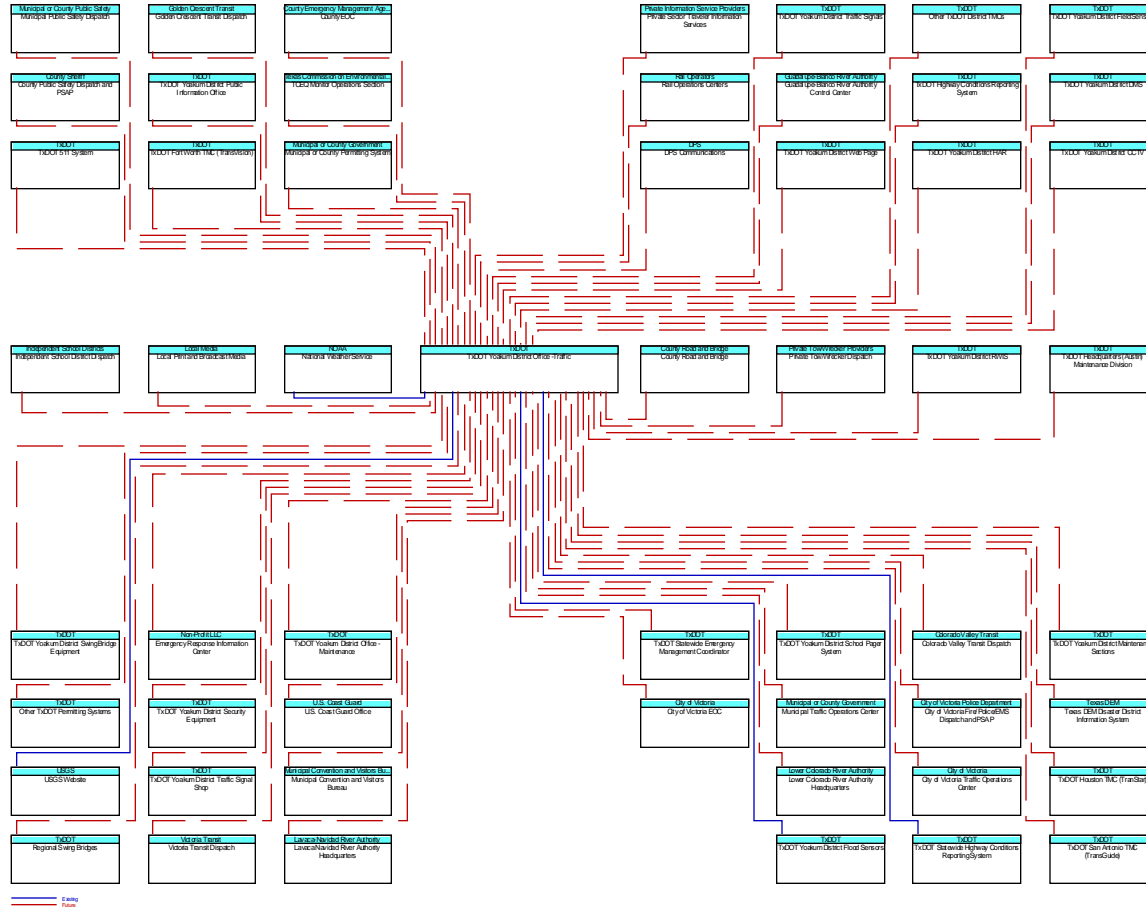 Municipal or County Public Safety
Municipal Public Safety Dispatch
Golden Crescent Transit
Golden Crescent Transit Dispatch
County Emergency Management Age...
County EOC
Private Information Service Providers
Private Sector Traveler Information
Services
TxDOT
TxDOT Yoakum District Traffic Signals
TxDOT
Other TxDOT District TMCs
TxDOT
TxDOT Yoakum District Field Sens
County Sheriff
County Public Safety Dispatch and
PSAP
TxDOT
TxDOT Yoakum District Public
Information Office
Texas Commission on Environmental...
TCEQ Monitor Operations Section
Rail Operators
Rail Operations Centers
Guadalupe-Blanco River Authority
Guadalupe-Blanco River Authority
Control Center
TxDOT
TxDOT Highway Conditions Reporting
System
TxDOT
TxDOT Yoakum District DMS
TxDOT
TxDOT 511 System
TxDOT
TxDOT Fort Worth TMC (TransVision)
Municipal or County Government
Municipal or County Permitting System
DPS
DPS Communications
TxDOT
TxDOT Yoakum District Web Page
TxDOT
TxDOT Yoakum District HAR
TxDOT
TxDOT Yoakum District CCTV
Independent School Districts
Independent School District Dispatch
Local Media
Local Print and Broadcast Media
NOAA
National Weather Service
TxDOT
TxDOT Yoakum District Office - Traffic
County Road and Bridge
County Road and Bridge
Private Tow/Wrecker Providers
Private Tow/Wrecker Dispatch
TxDOT
TxDOT Yoakum District RWIS
TxDOT
TxDOT Headquarters (Austin)
Maintenance Division
TxDOT
TxDOT Yoakum District Swing Bridge
Equipment
Non-Profit LLC
Emergency Response Information
Center
TxDOT
TxDOT Yoakum District Office -
Maintenance
TxDOT
TxDOT Statewide Emergency
Management Coordinator
TxDOT
TxDOT Yoakum District School Pager
System
Colorado Valley Transit
Colorado Valley Transit Dispatch
TxDOT
TxDOT Yoakum District Maintenan
Sections
TxDOT
Other TxDOT Permitting Systems
TxDOT
TxDOT Yoakum District Security
Equipment
U.S. Coast Guard
U.S. Coast Guard Office
City of Victoria
City of Victoria EOC
Municipal or County Government
Municipal Traffic Operations Center
City of Victoria Police Department
City of Victoria Fire/Police/EMS
Dispatch and PSAP
Texas DEM
Texas DEM Disaster District
Information System
USGS
USGS Website
TxDOT
TxDOT Yoakum District Traffic Signal
Shop
Municipal Convention and Visitors Bu...
Municipal Convention and Visitors
Bureau
Lower Colorado River Authority
Lower Colorado River Authority
Headquarters
City of Victoria
City of Victoria Traffic Operations
Center
TxDOT
TxDOT Houston TMC (TranStar)
TxDOT
Regional Swing Bridges
Victoria Transit
Victoria Transit Dispatch
Lavaca-Navidad River Authority
Lavaca-Navidad River Authority
Headquarters
TxDOT
TxDOT Yoakum District Flood Sensors
TxDOT
TxDOT Statewide Highway Conditions
Reporting System
TxDOT
TxDOT San Antonio TMC
(TransGuide)
Existing
Future